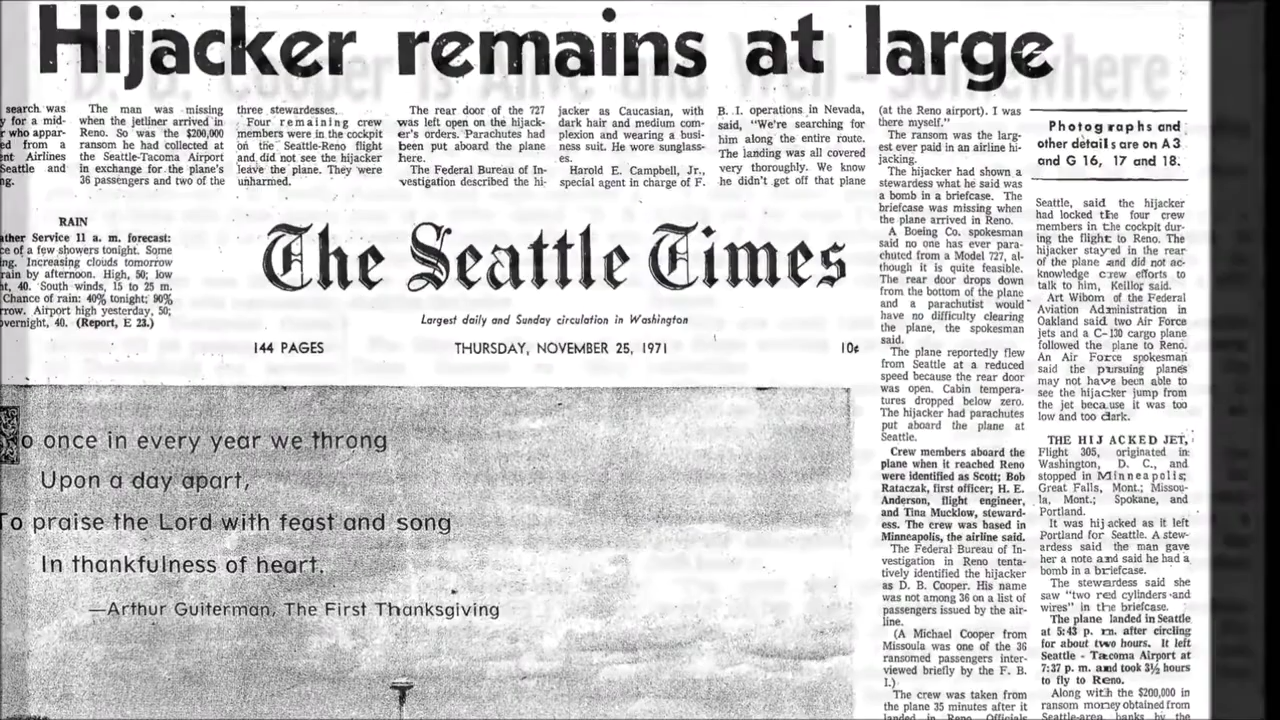 Hijacker remains at large
search was
y for a mid-
r who appar-
ed from a
ent Airlines
Seattle and
ng.
The man was missing
when the jetliner arrived in
Reno. So was the $200,000
ransom he had collected at
the Seattle-Tacoma Airport
in exchange for the plane's
36 passengers and two of the
three stewardesses.
Four remaining crew
members were in the cockpit
on the Seattle-Reno flight
and did not see the hijacker
leave the plane. They were
unharmed.
The rear door of the 727
was left open on the hijack-
er's orders. Parachutes had
been put aboard the plane
here.
The Federal Bureau of In-
vestigation described the hi-
jacker as Caucasian, with
dark hair and medium com-
plexion and wearing a busi-
ness suit. He wore sunglass-
es.
Harold E. Campbell, Jr.,
special agent in charge of F.
B. I. operations in Nevada,
said, "We're searching for
him along the entire route.
The landing was all covered
very thoroughly. We know
he didn't get off that plane
(at the Reno airport). I was
there myself."
The ransom was the larg-
est ever paid in an airline hi-
jacking.
The hijacker had shown a
stewardess what he said was
a bomb in a briefcase. The
briefcase was missing when
the plane arrived in Reno.
A Boeing Co. spokesman
said no one has ever para-
chuted from a Model 727, al-
though it is quite feasible.
The rear door drops down
from the bottom of the plane
and a parachutist would
have no difficulty clearing
the plane, the spokesman
said.
The plane reportedly flew
from Seattle at a reduced
speed because the rear door
was open. Cabin tempera-
tures dropped below zero.
The hijacker had parachutes
put aboard the plane at
Seattle.
Crew members aboard the
plane when it reached Reno
were identified as Scott; Bob
Rataczak, first officer; H. E.
Anderson, flight engineer,
and Tina Mucklow, steward-
ess. The crew was based in
Minneapolis, the airline said.
The Federal Bureau of In-
vestigation in Reno tenta-
tively identified the hijacker
as D. B. Cooper. His name
was not among 36 on a list of
passengers issued by the air-
line.
(A Michael Cooper from
Missoula was one of the 36
ransomed passengers inter-
viewed briefly by the F. B.
I.)
The crew was taken from
the plane 35 minutes after it
landed in Reno. Officials
Photographs and
other details are on A 3
and G 16, 17 and 18.
Seattle, said the hijacker
had locked the four crew
members in the cockpit dur-
ing the flight to Reno. The
hijacker stayed in the rear
of the plane and did not ac-
knowledge crew efforts to
talk to him, Keillor said.
Art Wibom of the Federal
Aviation Administration in
Oakland said two Air Force
jets and a C-130 cargo plane
followed the plane to Reno.
An Air Force spokesman
said the pursuing planes
may not have been able to
see the hijacker jump from
the jet because it was too
low and too dark.
THE HIJACKED JET,
Flight 305, originated in
Washington, D. C., and
stopped in Minneapolis;
Great Falls, Mont.; Missou-
la, Mont.; Spokane, and
Portland.
It was hijacked as it left
Portland for Seattle. A stew-
ardess said the man gave
her a note and said he had a
bomb in a briefcase.
The stewardess said she
saw "two red cylinders and
wires" in the briefcase.
The plane landed in Seattle
at 5:43 p. m. after circling
for about two hours. It left
Seattle - Tacoma Airport at
7:37 p. m. and took 3½ hours
to fly to Reno.
Along with the $200,000 in
ransom money obtained from
Seattle-area banks by the
RAIN
ather Service 11 a. m. forecast:
ce of a few showers tonight. Some
ing. Increasing clouds tomorrow
rain by afternoon. High, 50; low
ht, 40. South winds, 15 to 25 m.
Chance of rain: 40% tonight; 90%
rrow. Airport high yesterday, 50;
overnight, 40. (Report, E 23.)
The Seattle Times
Largest daily and Sunday circulation in Washington
144 PAGES THURSDAY, NOVEMBER 25, 1971 10¢
So once in every year we throng
Upon a day apart,
To praise the Lord with feast and song
In thankfulness of heart.
—Arthur Guiterman, The First Thanksgiving